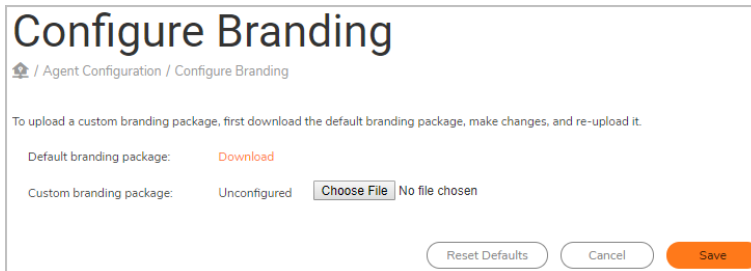 Configure Branding
/ Agent Configuration / Configure Branding
To upload a custom branding package, first download the default branding package, make changes, and re-upload it.
Default branding package: Download
Custom branding package: Unconfigured Choose File No file chosen
Reset Defaults Cancel Save